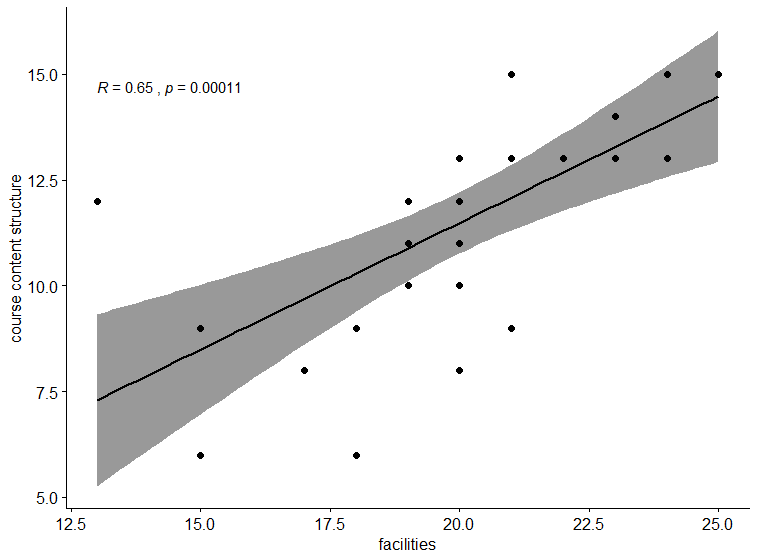 15.0
R = 0.65 , p = 0.00011
12.5
course content structure
10.0
7.5
5.0
12.5 15.0 17.5 20.0 22.5 25.0
facilities